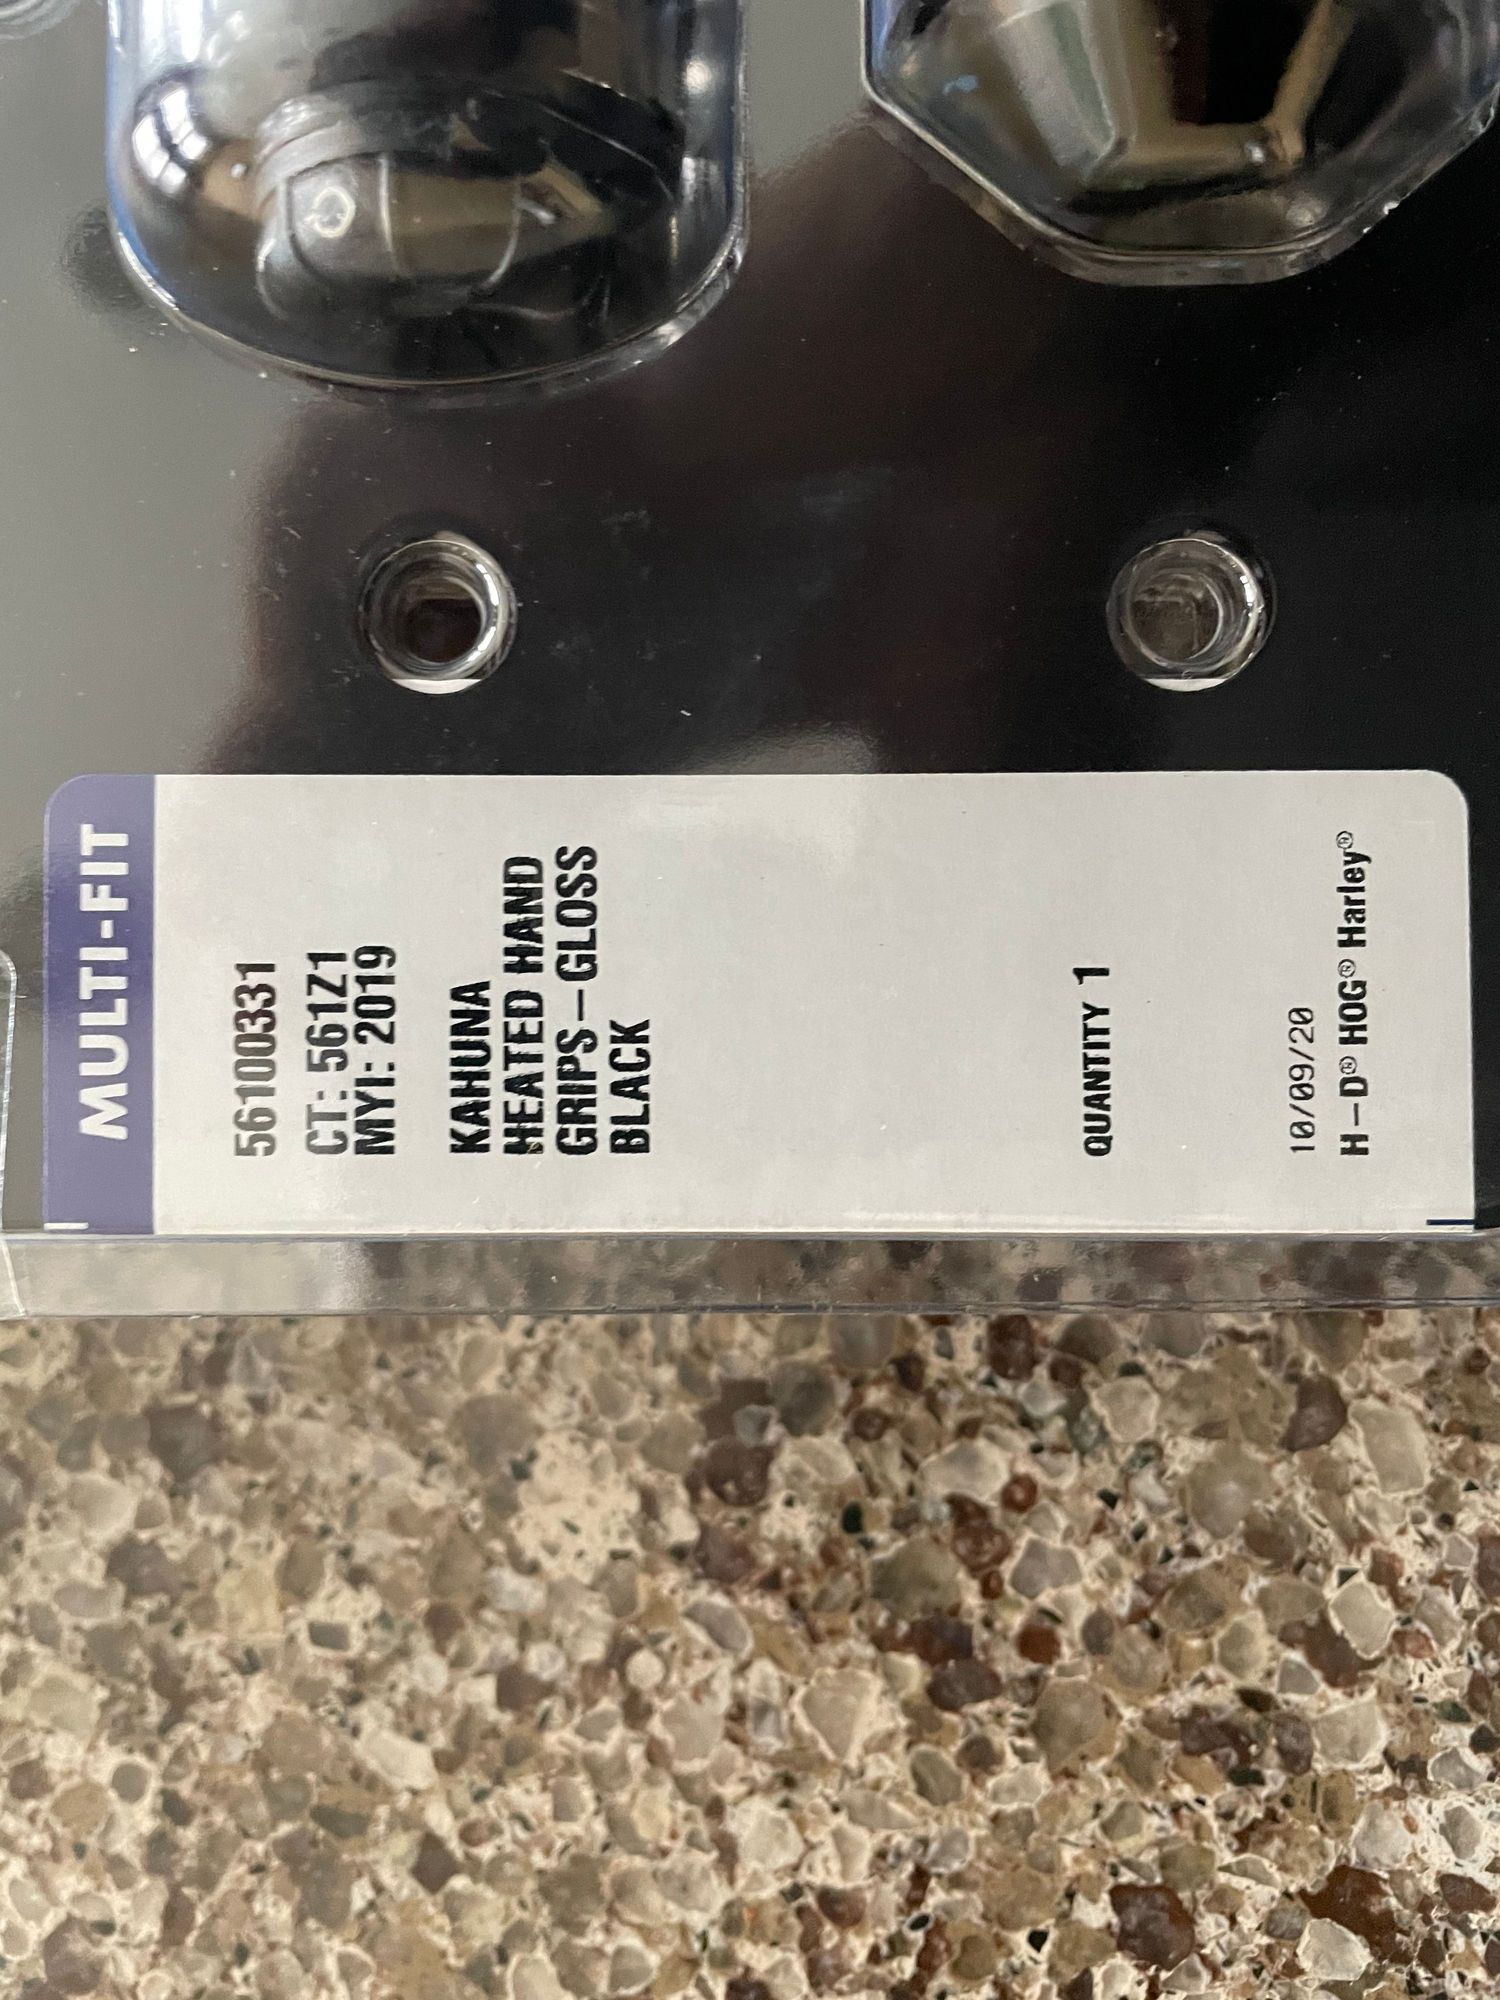 MULTI-FIT
56100331
CT: 561Z1
MYI: 2019
KAHUNA
HEATED HAND
GRIPS—GLOSS
BLACK
QUANTITY 1
10/09/20
H—D® HOG® Harley®